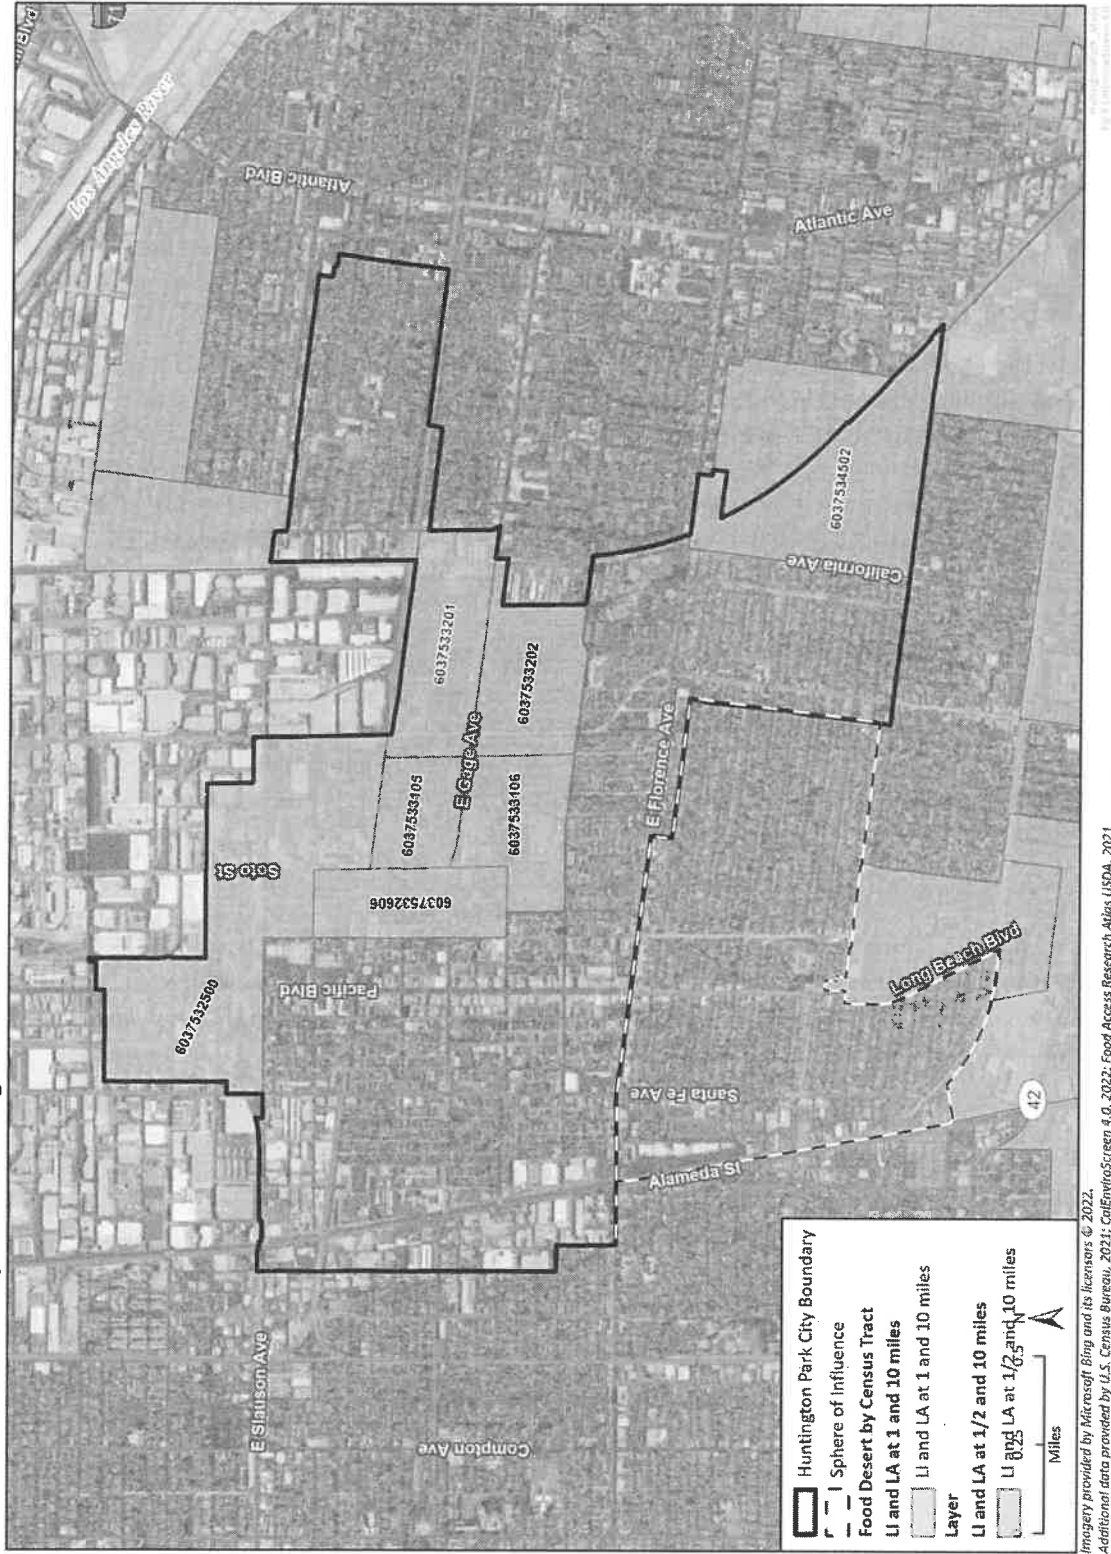 Blvd
Los Angeles River
Atlantic Blvd
Atlantic Ave
6037534502
California Ave
6037533201
6037533202
E Gage Ave
6037533105
6037533106
E Florence Ave
Soto St
6037532606
6037532500
Pacific Blvd
Long Beach Blvd
Santa Fe Ave
42
Alameda St
E Slauson Ave
Compton Ave
Huntington Park City Boundary
Sphere of Influence
Food Desert by Census Tract
LI and LA at 1 and 10 miles
LI and LA at 1 and 10 miles
Layer
LI and LA at 1/2 and 10 miles
LI and LA at 1/2 and 10 miles
0.25
0.5
N
Miles
Imagery provided by Microsoft Bing and its licensors © 2022.
Additional data provided by U.S. Census Bureau, 2021; CalEnviroScreen 4.0, 2022; Food Access Research Atlas USDA, 2021